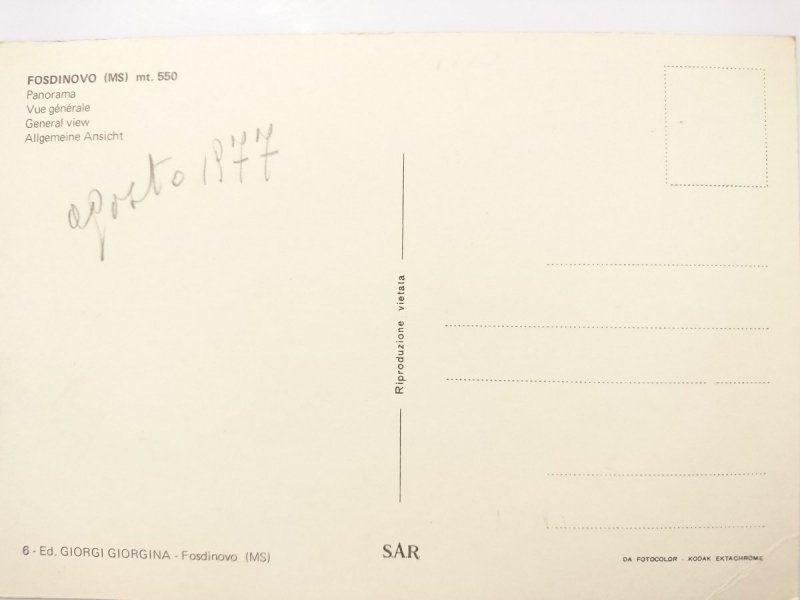 FOSDINOVO (MS) mt. 550
Panorama
Vue générale
General view
Allgemeine Ansicht
agosto 1977
Riproduzione vietata
6 - Ed. GIORGI GIORGINA - Fosdinovo (MS)
S.A.R
DA FOTOCOLOR - KODAK EKTACHROME